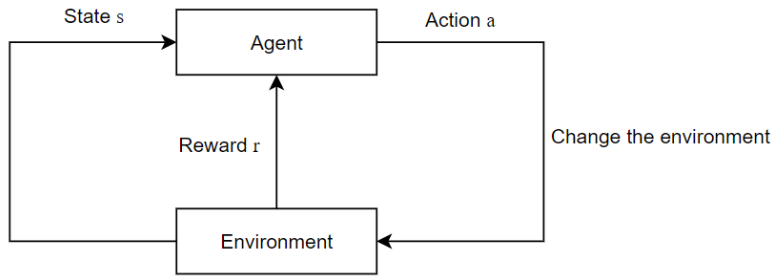 State s
Agent
Action a
Reward r
Change the environment
Environment